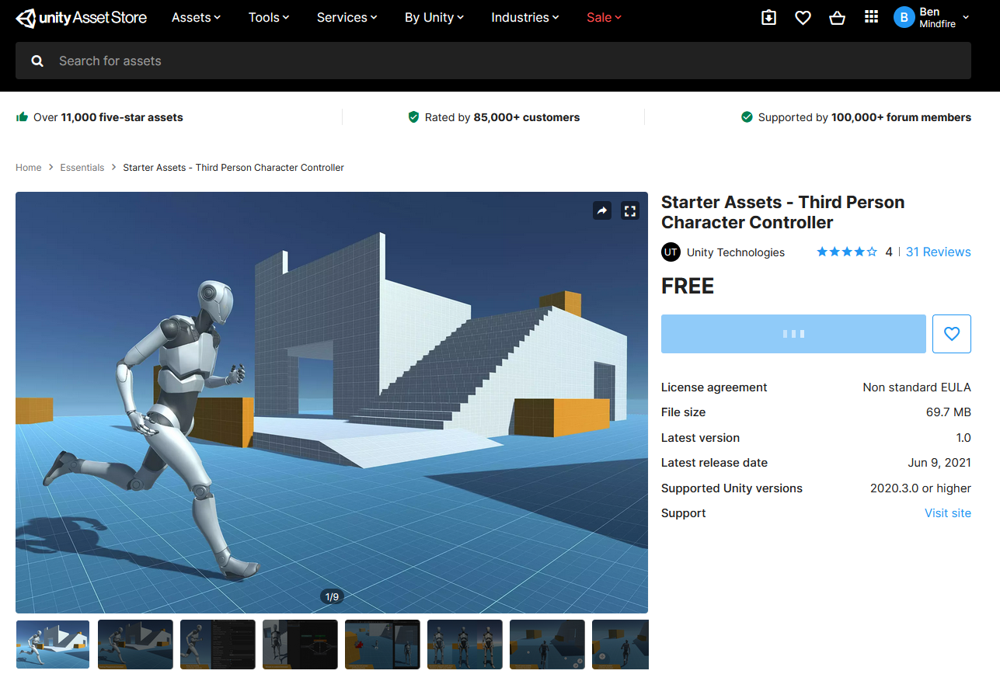 unity Asset Store Assets Tools Services By Unity Industries Sale B Ben
Mindfire
Search for assets
Over 11,000 five-star assets Rated by 85,000+ customers Supported by 100,000+ forum members
Home > Essentials > Starter Assets - Third Person Character Controller
Starter Assets - Third Person
Character Controller
UT Unity Technologies 4 | 31 Reviews
FREE
License agreement Non standard EULA
File size 69.7 MB
Latest version 1.0
Latest release date Jun 9, 2021
Supported Unity versions 2020.3.0 or higher
Support Visit site
1/9